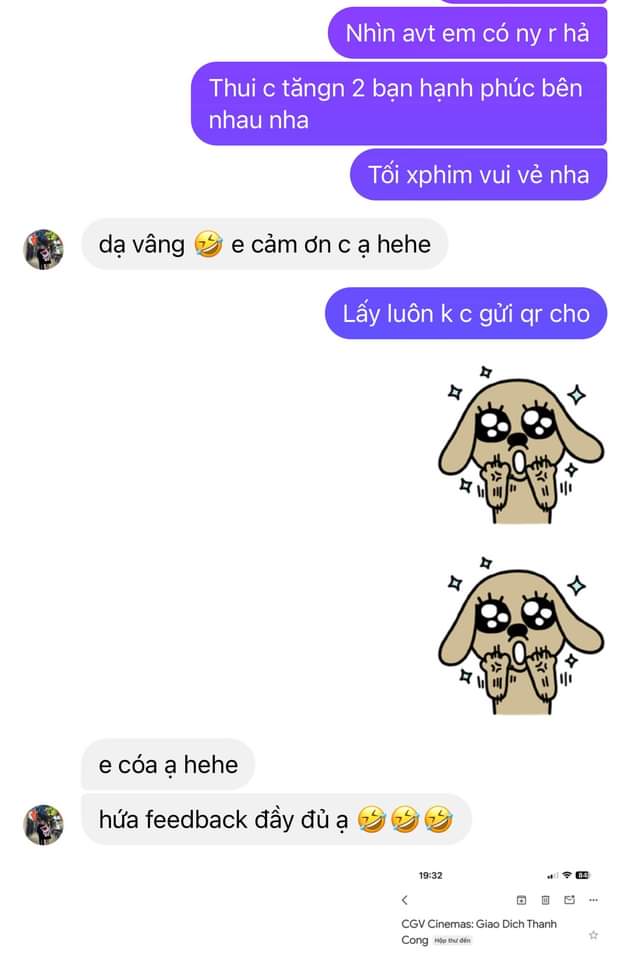 Nhìn avt em có ny r hả
Thui c tăngn 2 bạn hạnh phúc bên
nhau nha
Tối xphim vui vẻ nha
dạ vâng 🤣 e cảm ơn c ạ hehe
Lấy luôn k c gửi qr cho
e cóa ạ hehe
hứa feedback đầy đủ ạ 🤣🤣🤣
19:32
84
CGV Cinemas: Giao Dich Thanh
Cong Hộp thư đến